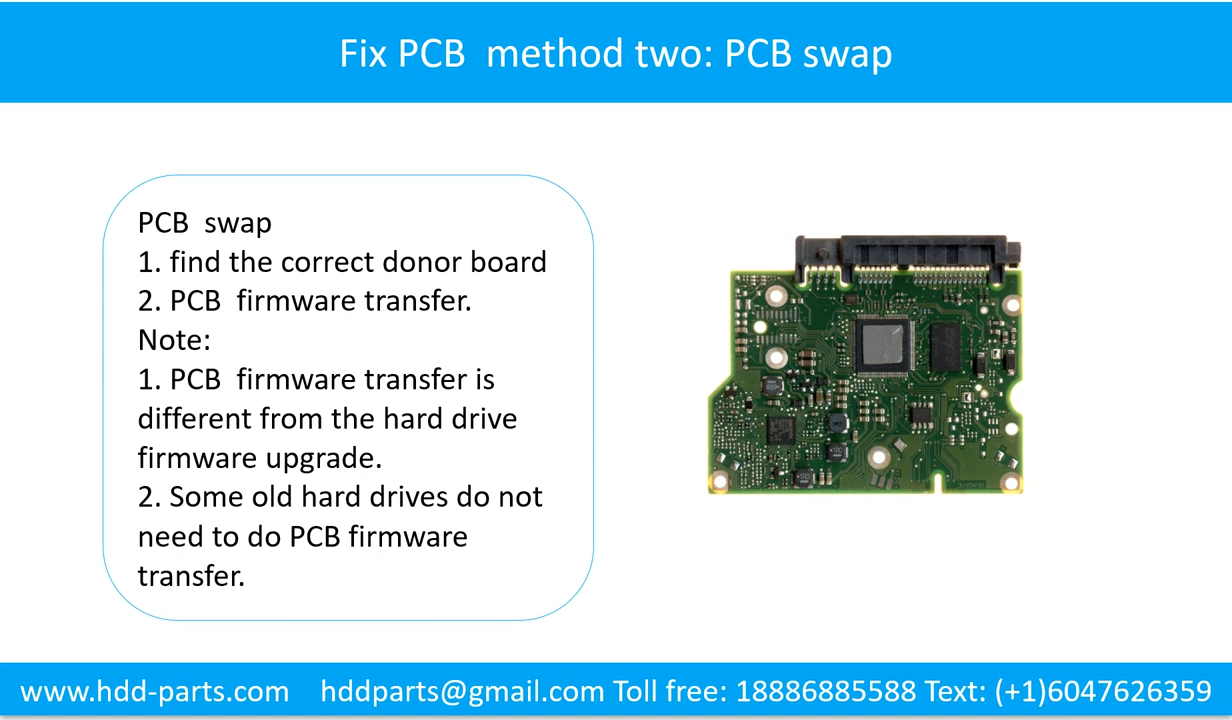 Fix PCB  method two: PCB swap
PCB  swap
1. find the correct donor board
2. PCB  firmware transfer.
Note:
1. PCB  firmware transfer is
different from the hard drive
firmware upgrade.
2. Some old hard drives do not
need to do PCB firmware
transfer.
www.hdd-parts.com    hddparts@gmail.com Toll free: 18886885588 Text: (+1)6047626359